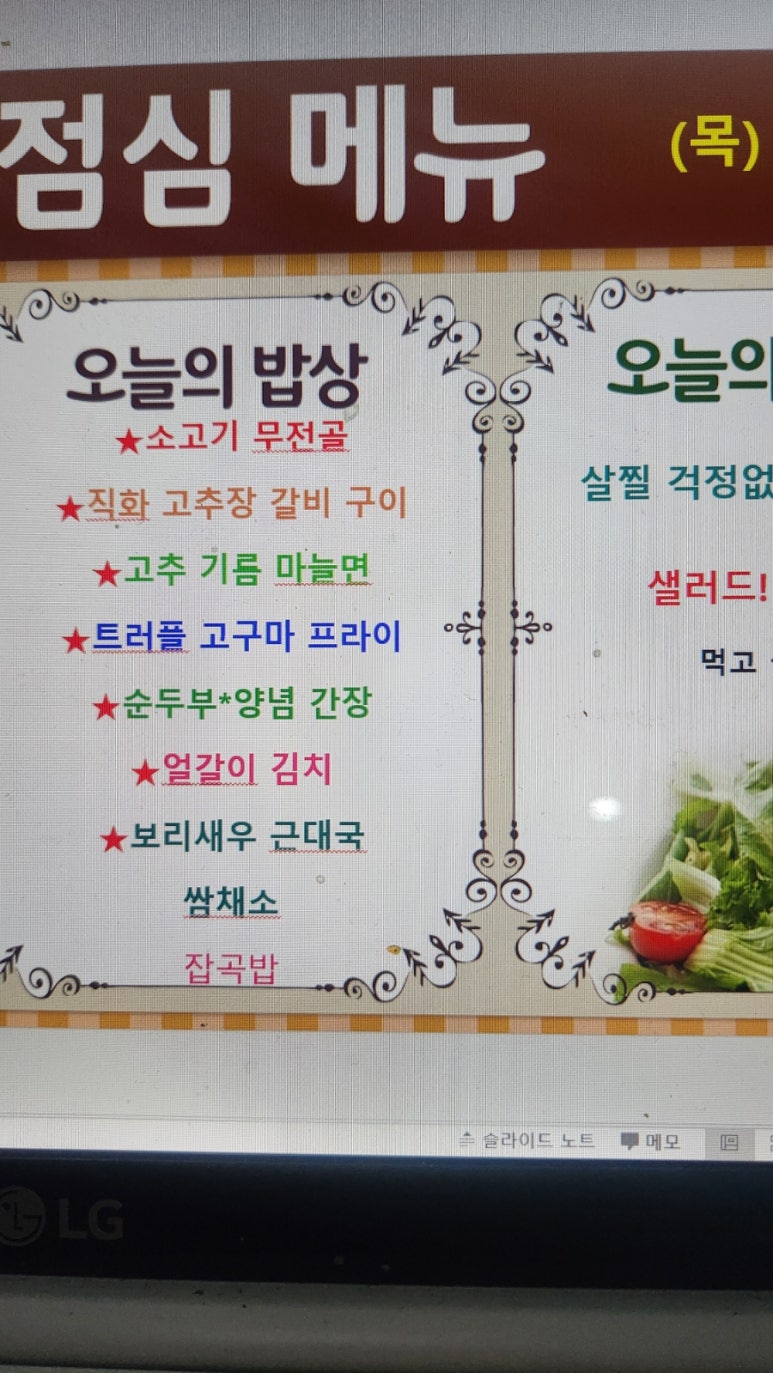 점심 메뉴 (목)
오늘의 밥상
★소고기 무전골
★직화 고추장 갈비 구이
★고추 기름 마늘면
★트러플 고구마 프라이
★순두부*양념 간장
★얼갈이 김치
★보리새우 근대국
쌈채소
잡곡밥
오늘의
살찔 걱정없
샐러드!
먹고
슬라이드 노트 메모
LG